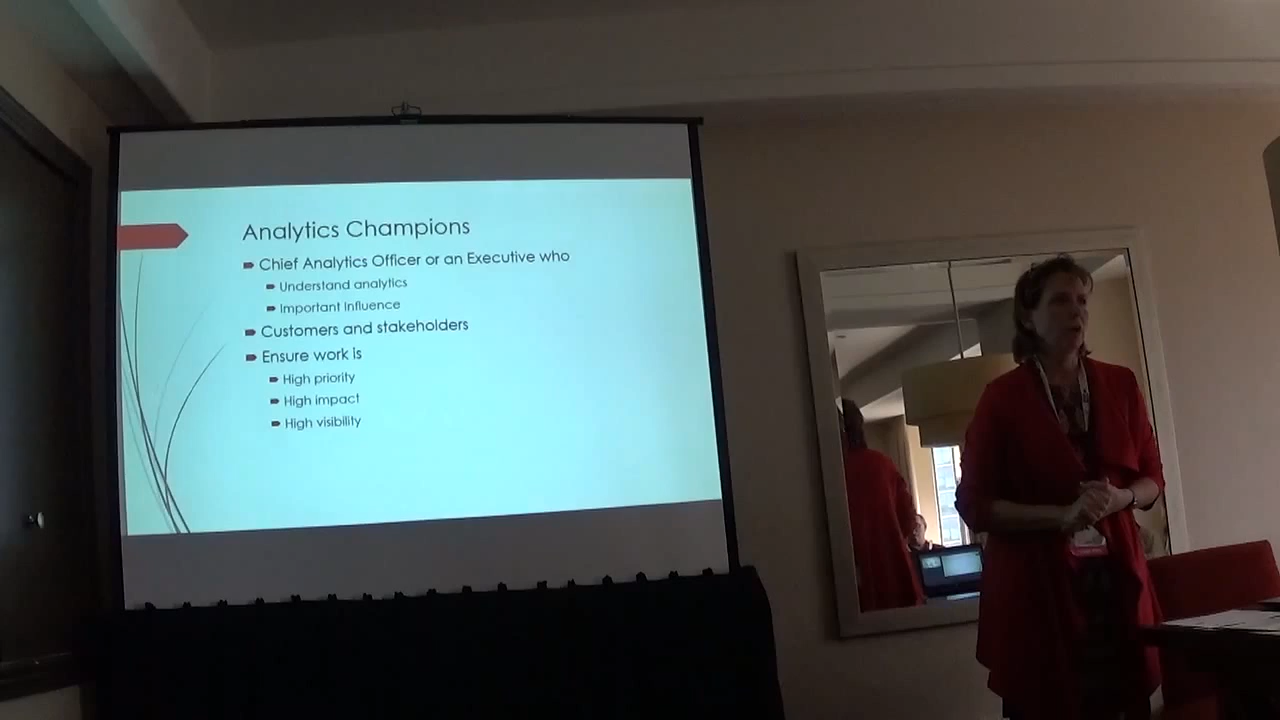 Analytics Champions
Chief Analytics Officer or an Executive who
Understand analytics
Important Influence
Customers and stakeholders
Ensure work is
High priority
High impact
High visibility